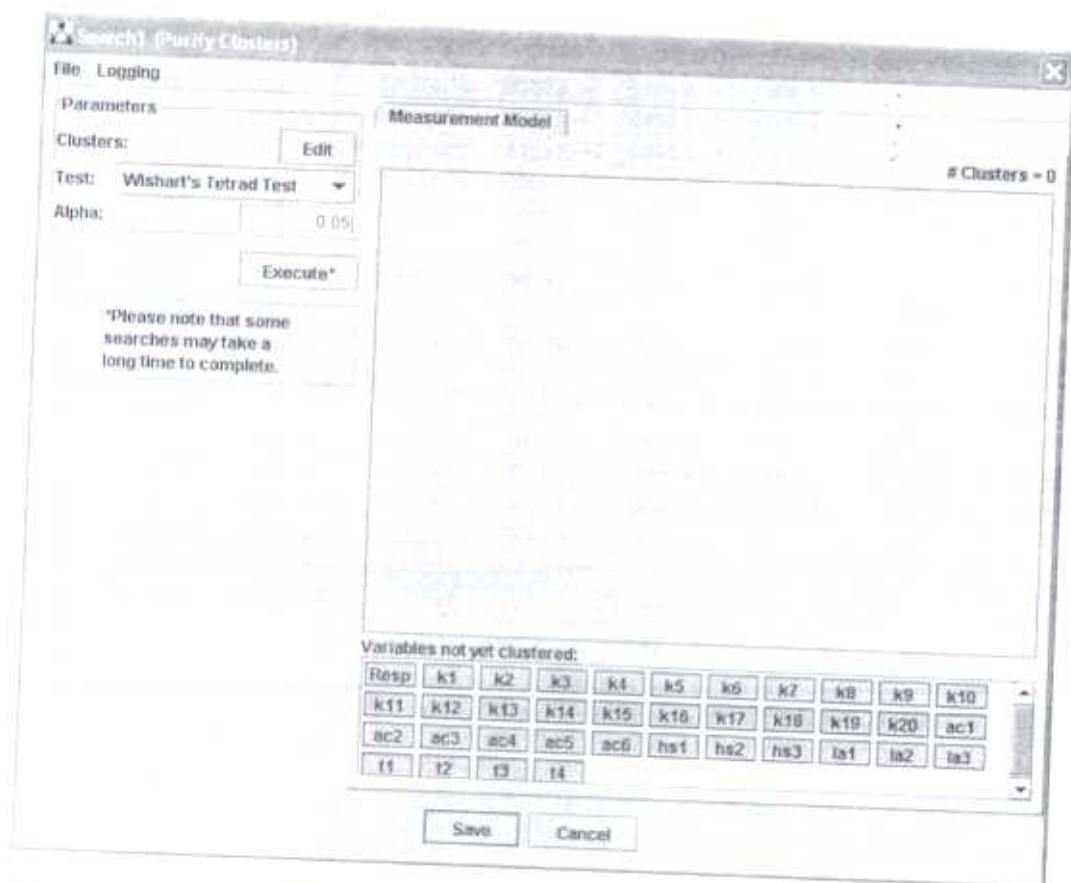 Search1 (Purify Clusters)
File Logging
Parameters
Clusters: Edit
Test: Wishart's Tetrad Test
Alpha: 0.05
Execute*
*Please note that some
searches may take a
long time to complete.
Measurement Model
# Clusters = 0
Variables not yet clustered:
Resp k1 k2 k3 k4 k5 k6 k7 k8 k9 k10
k11 k12 k13 k14 k15 k16 k17 k18 k19 k20 ac1
ac2 ac3 ac4 ac5 ac6 hs1 hs2 hs3 la1 la2 la3
t1 t2 t3 t4
Save Cancel